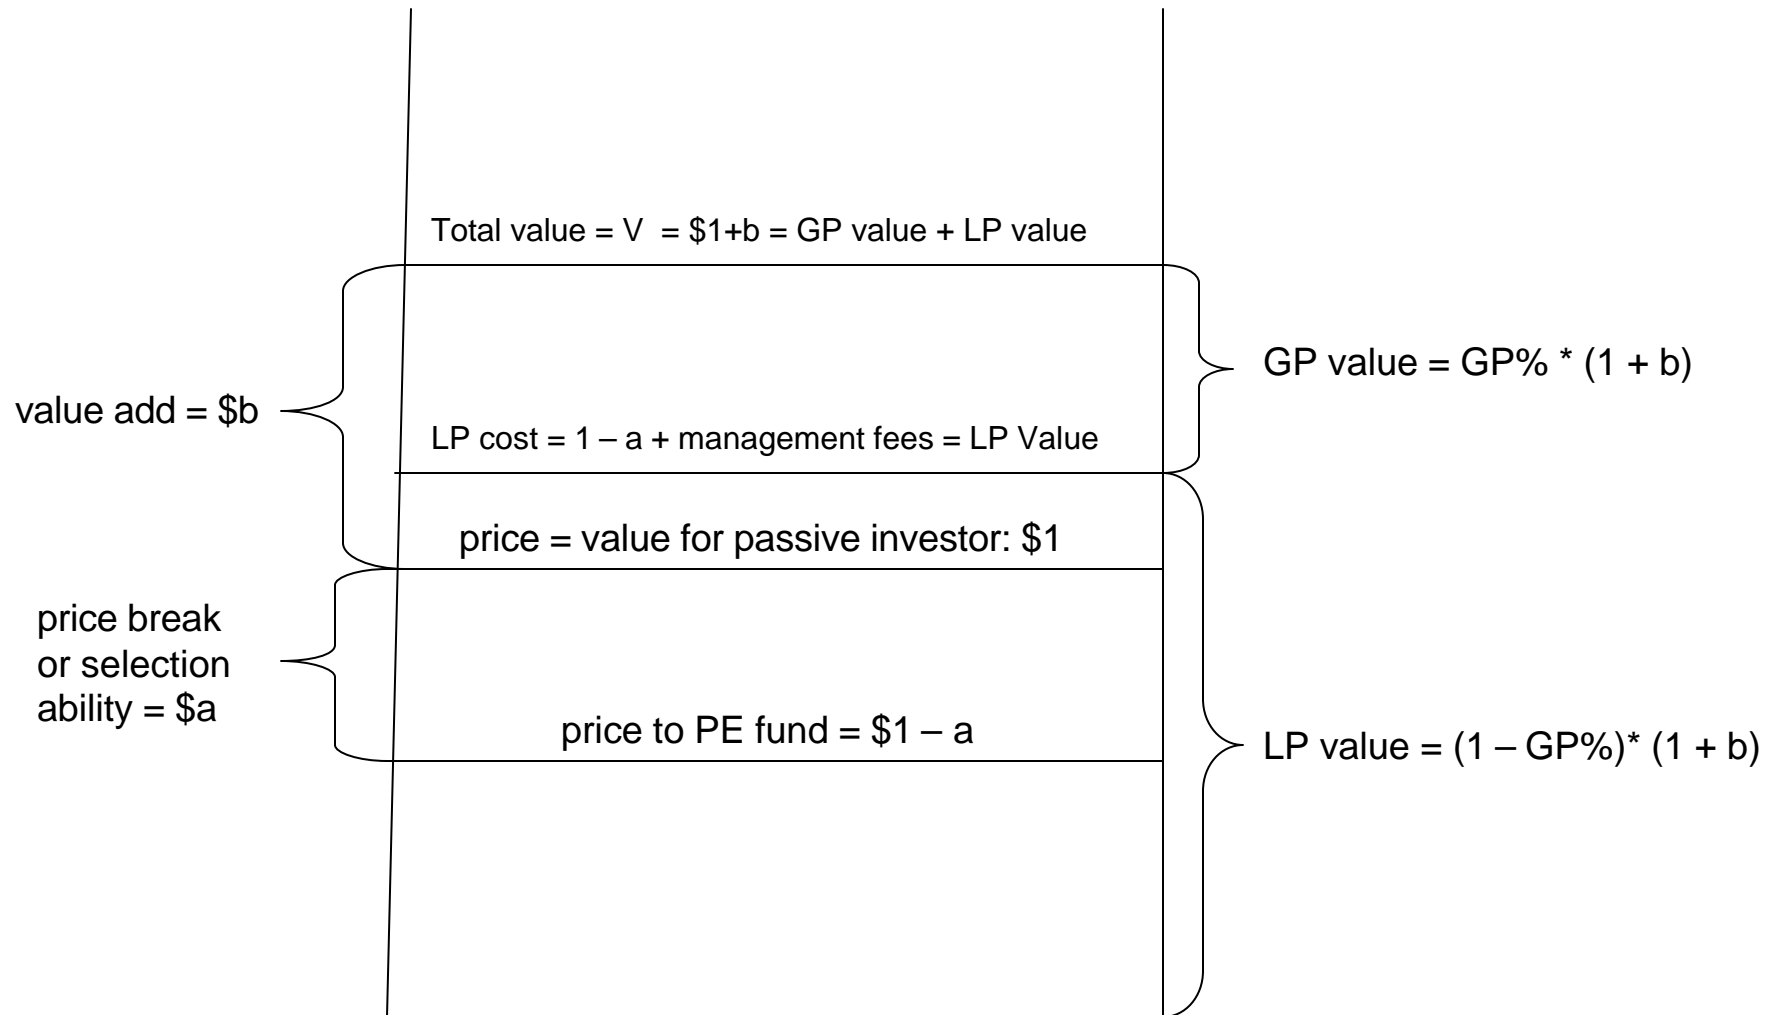 Total value = V  = $1+b = GP value + LP value
GP value = GP% * (1 + b)
value add = $b
LP cost = 1 – a + management fees = LP Value
price = value for passive investor: $1
price break
or selection
ability = $a
price to PE fund = $1 – a
LP value = (1 – GP%)* (1 + b)